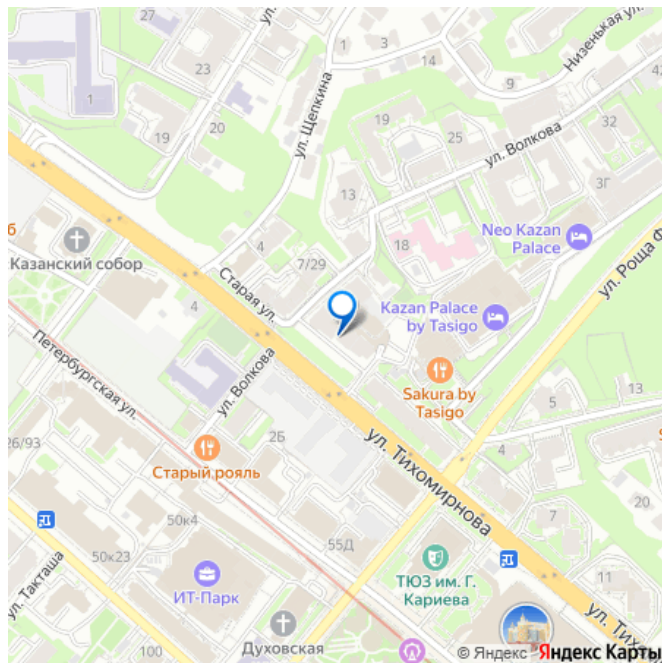 27
Низенькая ул.
1
3
14
23
9
42
1
ул. Щепкина
19
20
19
25
32
ул. Волкова
13
3Г
б
Казанский собор
4
7/29
18
Neo Kazan
Palace
Старая ул.
ул. Роща Ф
4
Kazan Palace
by Tasigo
Петербургская ул.
ул. Волкова
Sakura by
Tasigo
5
13
26/93
2Б
Старый рояль
ул. Тихомирнова
4
S
20
50к4
7
50к23
55Д
ул. Такташа
ИТ-Парк
ТЮЗ им. Г.
Кариева
11
ул. Тих
100
Духовская
© Яндекс Яндекс Карты